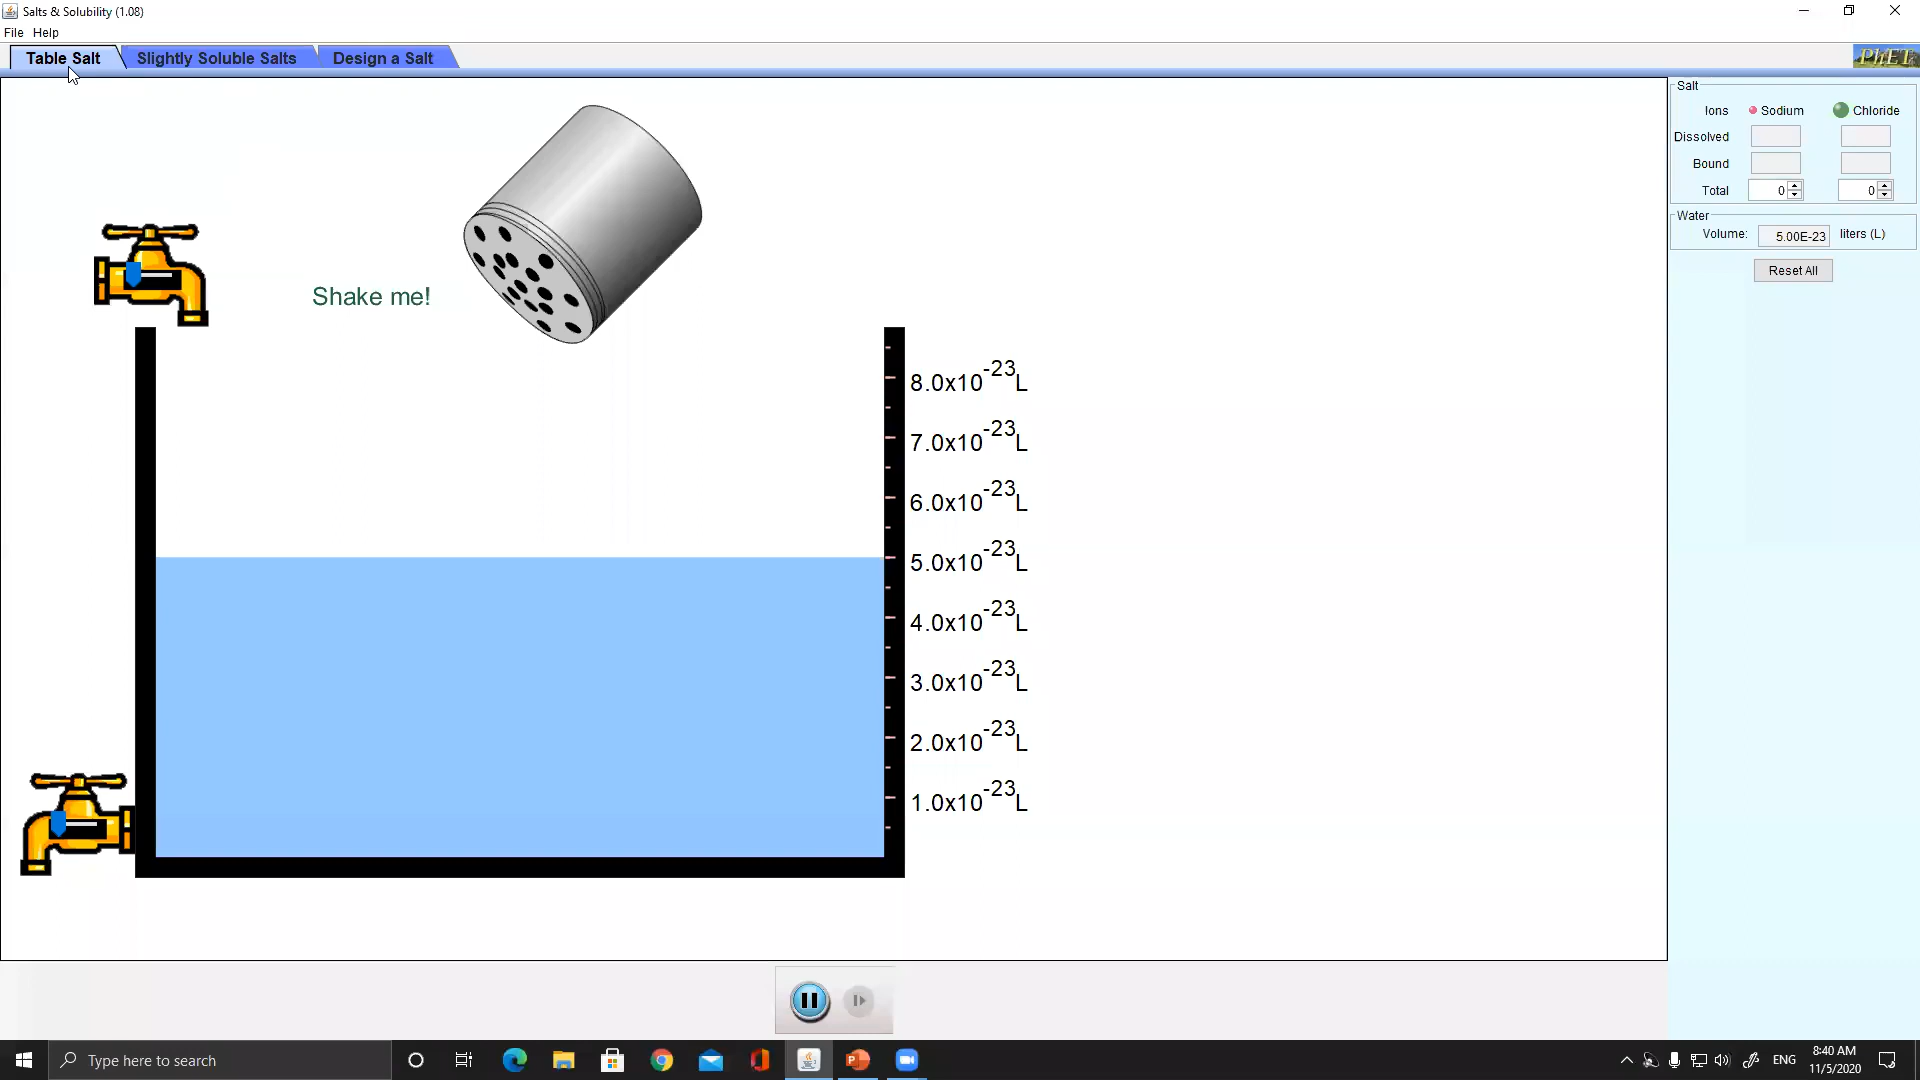 Salts & Solubility (1.08)
File Help
Table Salt Slightly Soluble Salts Design a Salt
PhET
Salt
Ions Sodium Chloride
Dissolved
Bound
Total 0 0
Water
Volume: 5.00E-23 liters (L)
Reset All
Shake me!
8.0x10-23L
7.0x10-23L
6.0x10-23L
5.0x10-23L
4.0x10-23L
3.0x10-23L
2.0x10-23L
1.0x10-23L
Type here to search
ENG
8:40 AM
11/5/2020